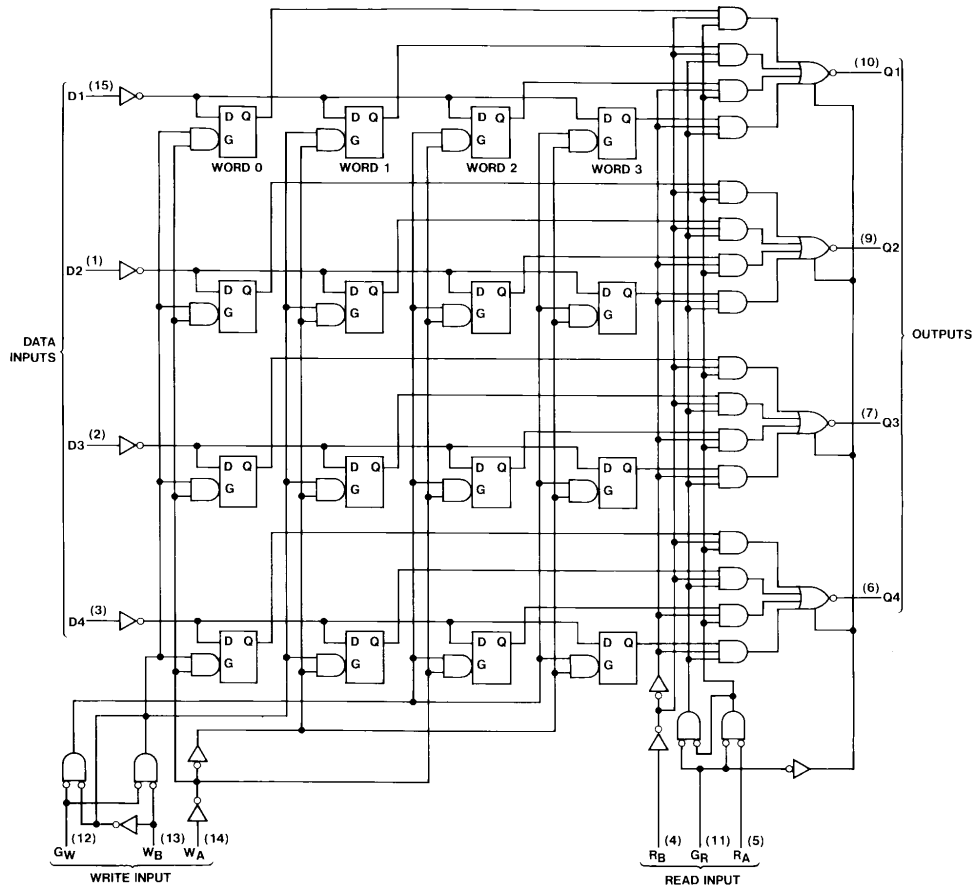 (10)
Q1
D1 (15)
D Q
G
D Q
G
D Q
G
D Q
G
WORD 0
WORD 1
WORD 2
WORD 3
(9)
Q2
D2 (1)
D Q
G
D Q
G
D Q
G
D Q
G
DATA
INPUTS
OUTPUTS
(7)
Q3
D3 (2)
D Q
G
D Q
G
D Q
G
D Q
G
(6)
Q4
D4 (3)
D Q
G
D Q
G
D Q
G
D Q
G
(12) (13) (14)
GW WB WA
WRITE INPUT
(4) (11) (5)
RB GR RA
READ INPUT